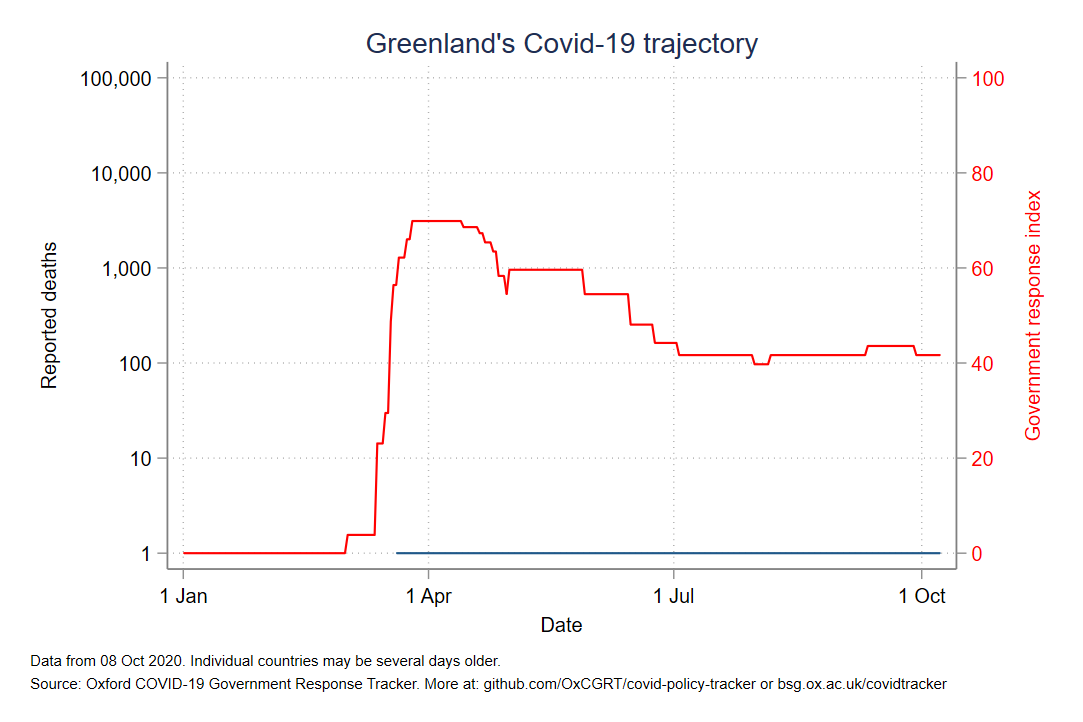 Greenland's Covid-19 trajectory
100,000
10,000
1,000
100
10
1
Reported deaths
100
80
60
40
20
0
Government response index
1 Jan
1 Apr
1 Jul
1 Oct
Date
Data from 08 Oct 2020. Individual countries may be several days older.
Source: Oxford COVID-19 Government Response Tracker. More at: github.com/OxCGRT/covid-policy-tracker or bsg.ox.ac.uk/covidtracker